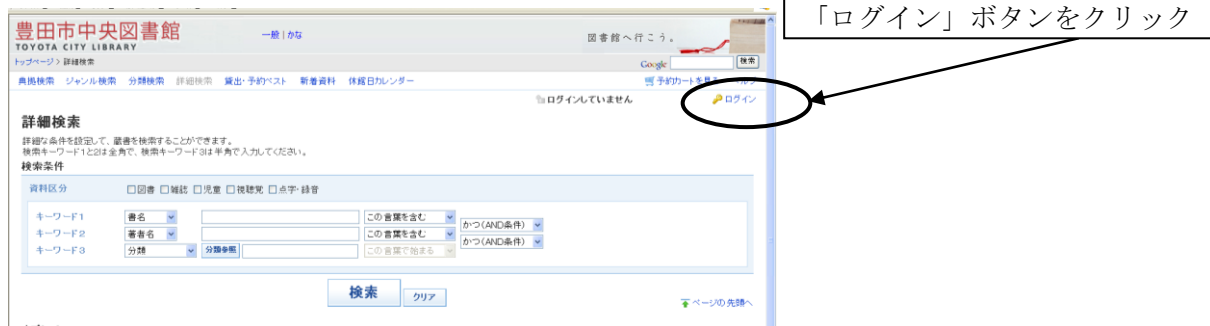 「ログイン」ボタンをクリック
豊田市中央図書館
TOYOTA CITY LIBRARY
一般 | かな
図書館へ行こう。
トップページ > 詳細検索
Google 検索
典拠検索 ジャンル検索 分類検索 詳細検索 貸出・予約ベスト 新着資料 休館日カレンダー
予約カートを見る
ログインしていません
ログイン
詳細検索
詳細な条件を設定して、蔵書を検索することができます。
検索キーワード1と2は全角で、検索キーワード3は半角で入力してください。
検索条件
資料区分 図書 雑誌 児童 視聴覚 点字・録音
キーワード1 書名 この言葉を含む かつ(AND条件)
キーワード2 著者名 この言葉を含む かつ(AND条件)
キーワード3 分類 分類参照 この言葉で始まる
検索 クリア
ページの先頭へ